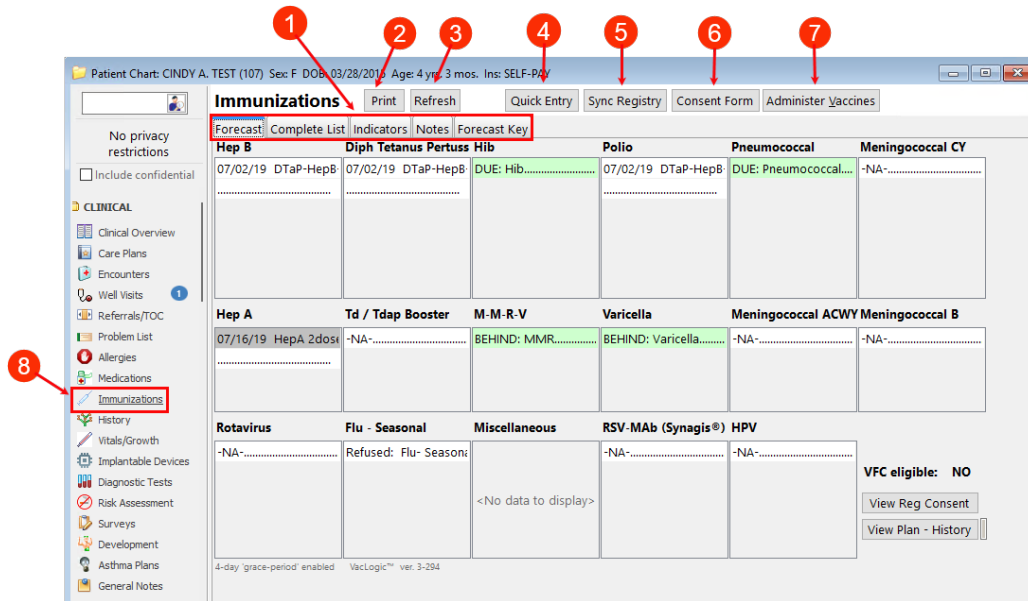 1
2
3
4
5
6
7
Patient Chart: CINDY A. TEST (107) Sex: F DOB: 03/28/2016 Age: 4 yrs, 3 mos. Ins: SELF-PAY
Immunizations Print Refresh Quick Entry Sync Registry Consent Form Administer Vaccines
Forecast Complete List Indicators Notes Forecast Key
No privacy
restrictions
Include confidential
CLINICAL
Clinical Overview
Care Plans
Encounters
Well Visits 1
Referrals/TOC
Problem List
Allergies
Medications
8
Immunizations
History
Vitals/Growth
Implantable Devices
Diagnostic Tests
Risk Assessment
Surveys
Development
Asthma Plans
General Notes
Hep B Diph Tetanus Pertuss Hib Polio Pneumococcal Meningococcal CY
07/02/19 DTaP-HepB- 07/02/19 DTaP-HepB- DUE: Hib........................ 07/02/19 DTaP-HepB- DUE: Pneumococcal.... -NA-................................
...................................... ...................................... ......................................
Hep A Td / Tdap Booster M-M-R-V Varicella Meningococcal ACWY Meningococcal B
07/16/19 HepA 2dose -NA-................................ BEHIND: MMR.............. BEHIND: Varicella......... -NA-................................ -NA-................................
......................................
Rotavirus Flu - Seasonal Miscellaneous RSV-MAb (Synagis®) HPV
-NA-................................ Refused: Flu- Seasona <No data to display> -NA-................................ -NA-................................
VFC eligible: NO
View Reg Consent
View Plan - History
4-day 'grace-period' enabled VacLogic™ ver. 3-294